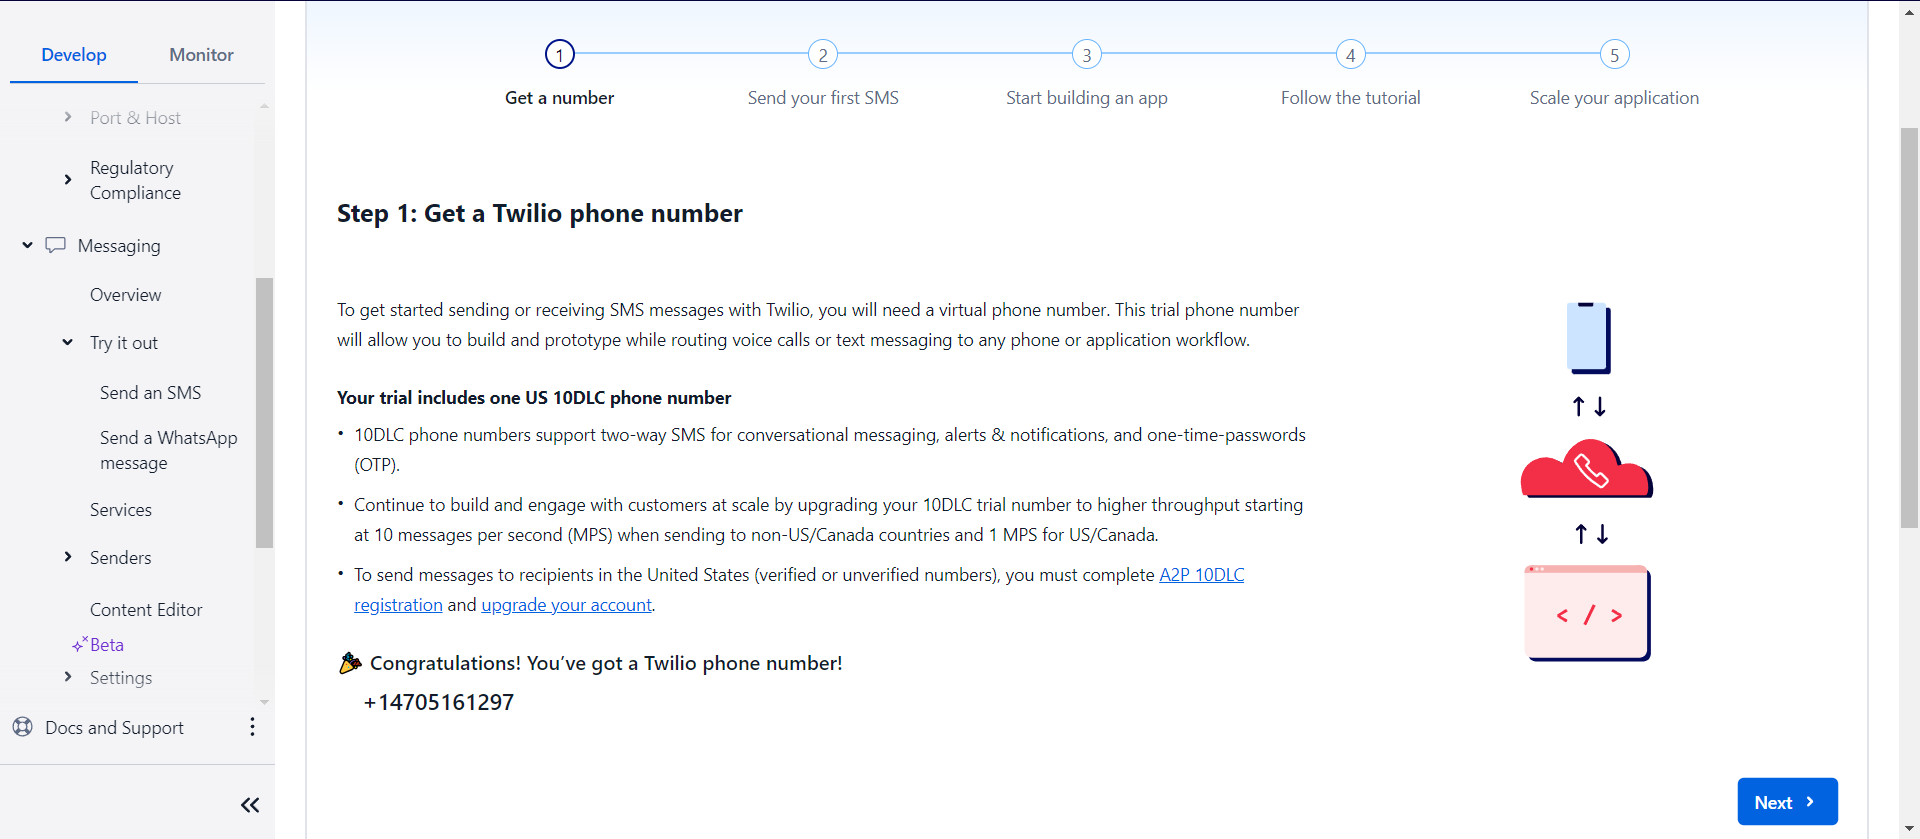 Develop
Monitor
Port & Host
Regulatory
Compliance
Messaging
Overview
Try it out
Send an SMS
Send a WhatsApp
message
Services
Senders
Content Editor
Beta
Settings
Docs and Support
1
2
3
4
5
Get a number
Send your first SMS
Start building an app
Follow the tutorial
Scale your application
Step 1: Get a Twilio phone number
To get started sending or receiving SMS messages with Twilio, you will need a virtual phone number. This trial phone number
will allow you to build and prototype while routing voice calls or text messaging to any phone or application workflow.
Your trial includes one US 10DLC phone number
• 10DLC phone numbers support two-way SMS for conversational messaging, alerts & notifications, and one-time-passwords
(OTP).
• Continue to build and engage with customers at scale by upgrading your 10DLC trial number to higher throughput starting
at 10 messages per second (MPS) when sending to non-US/Canada countries and 1 MPS for US/Canada.
• To send messages to recipients in the United States (verified or unverified numbers), you must complete A2P 10DLC
registration and upgrade your account.
Congratulations! You’ve got a Twilio phone number!
+14705161297
< / >
Next